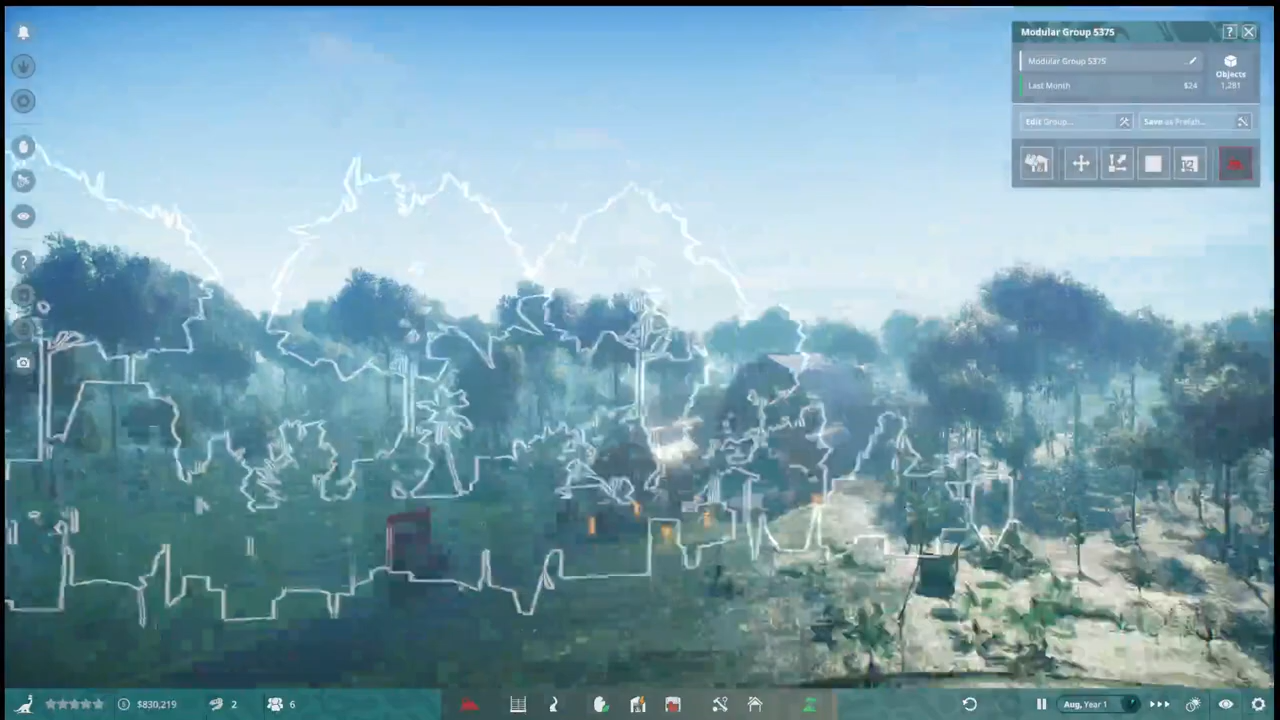 Modular Group 5375
?
Modular Group 5375
Last Month $24
Objects
1,281
Edit Group...
Save as Prefab...
?
$830,219
2
6
Aug, Year 1